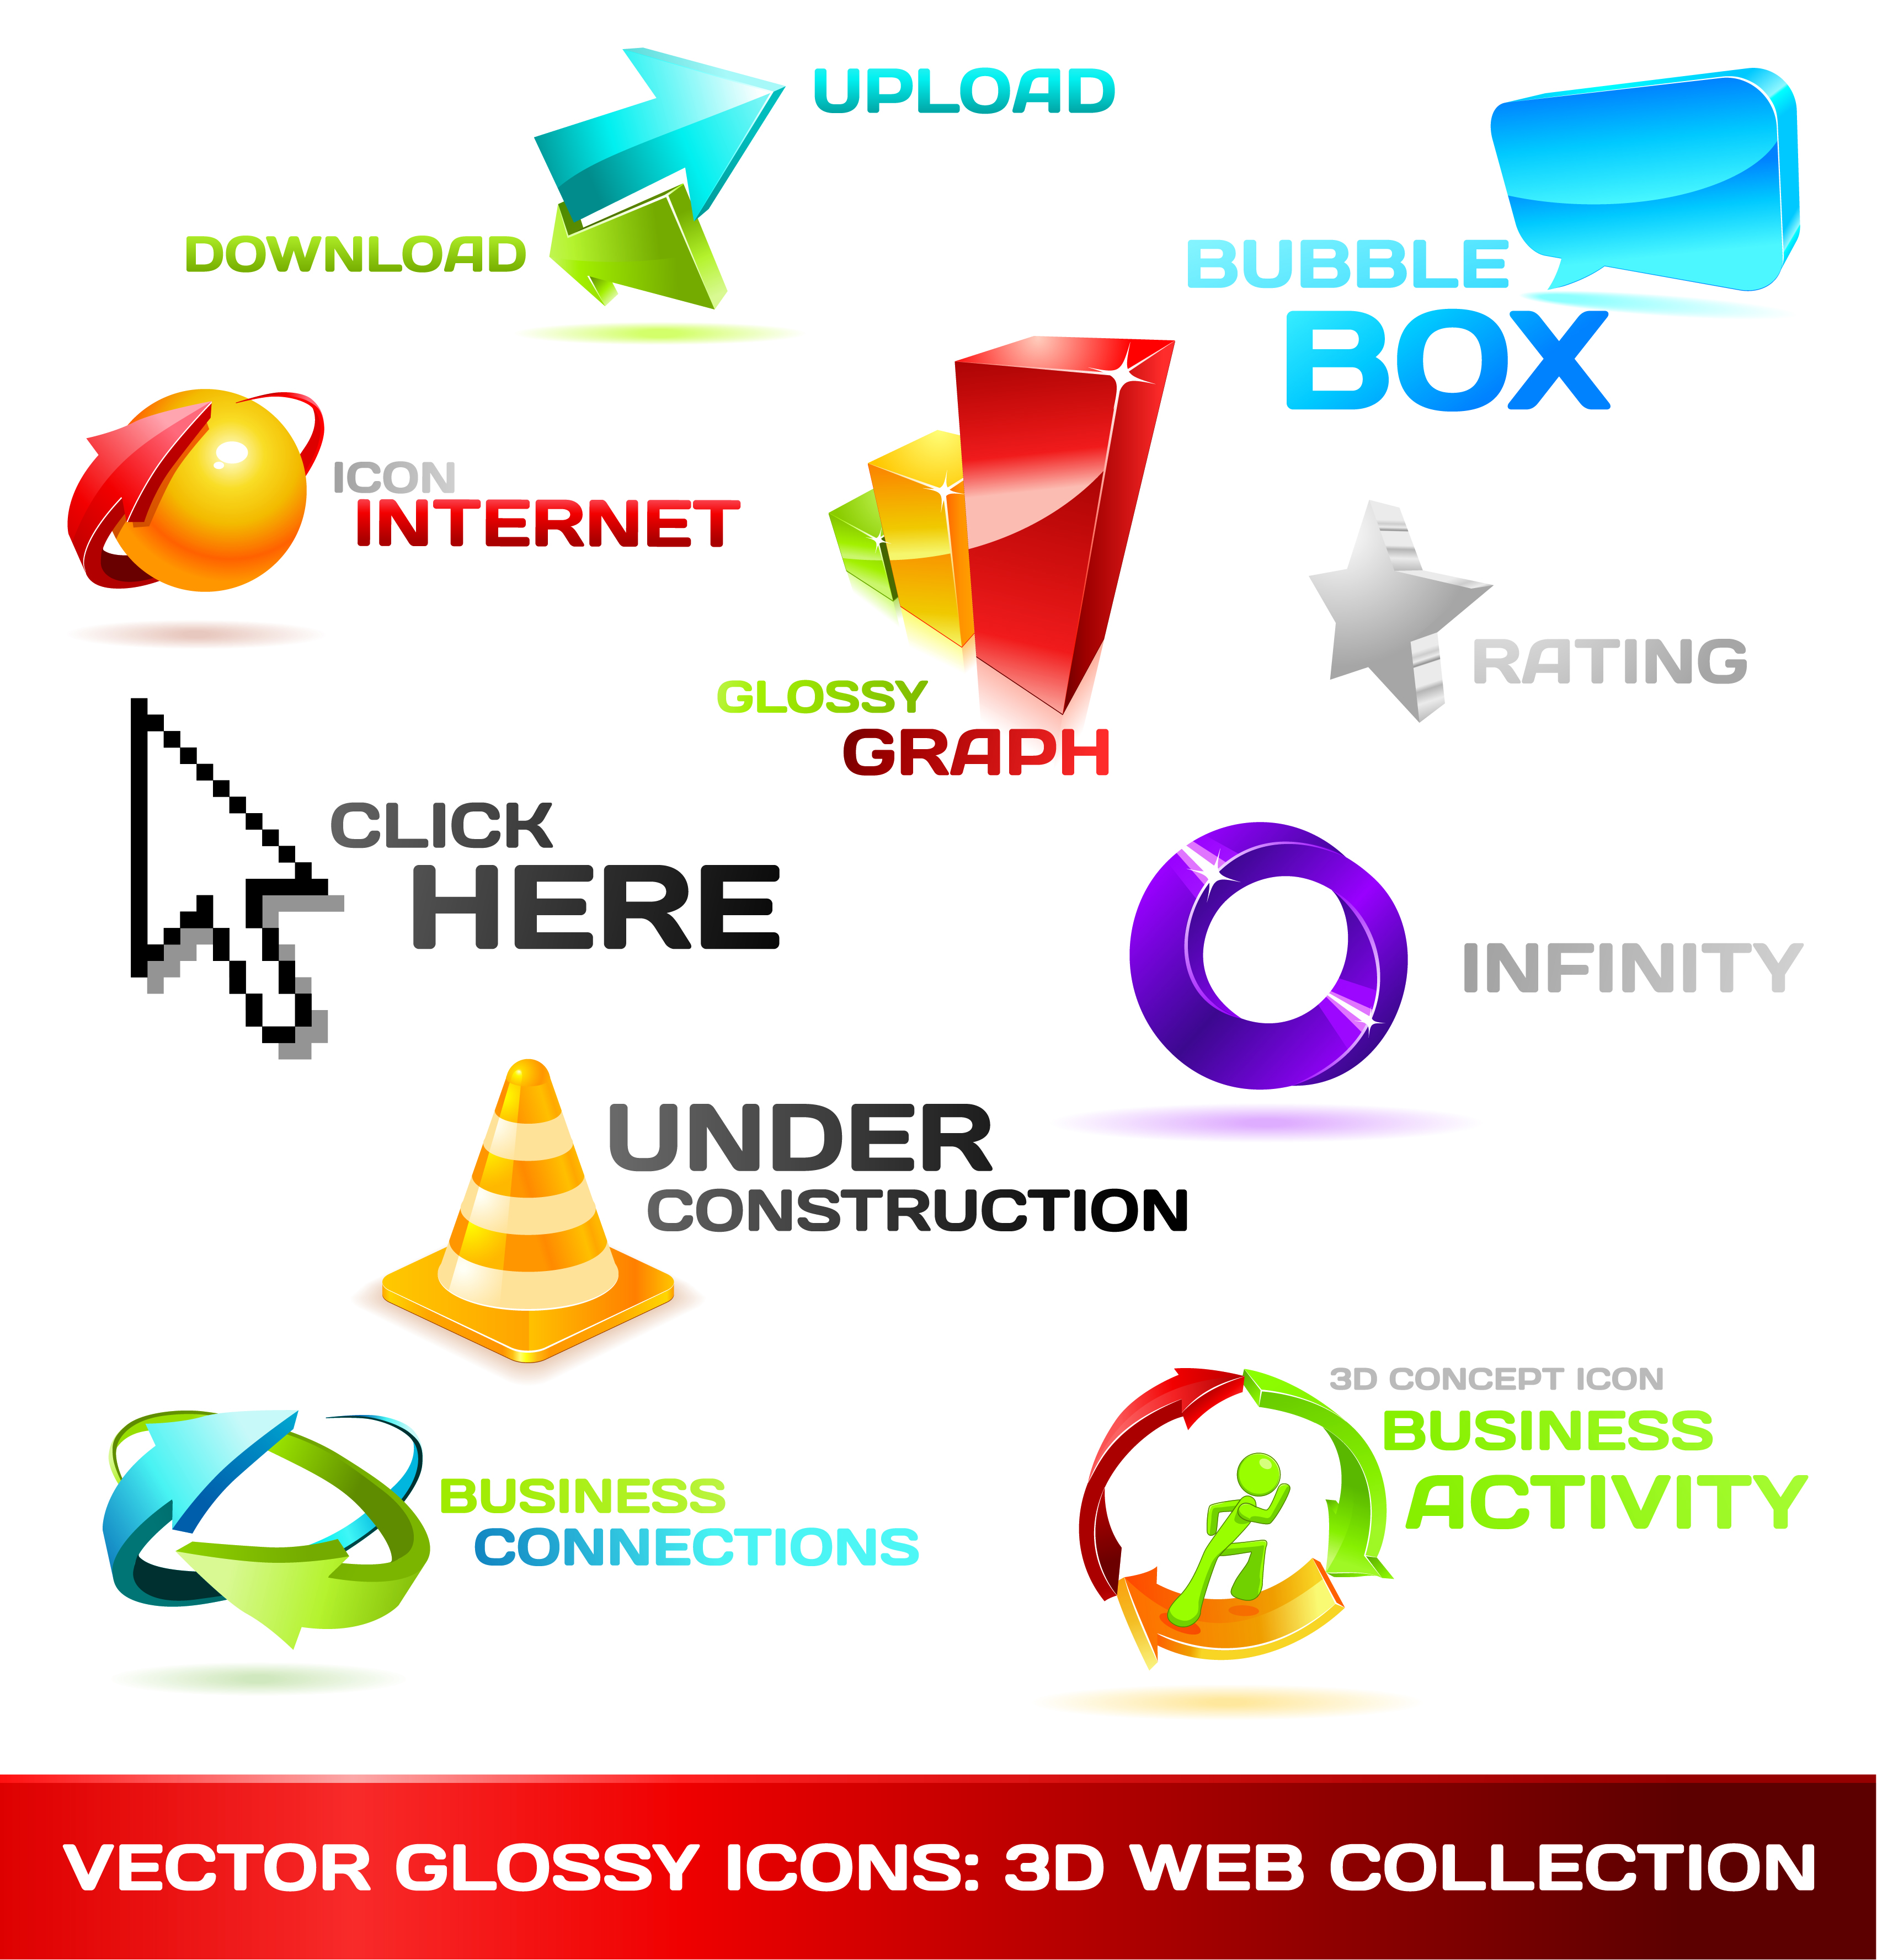 UPLOAD
DOWNLOAD
BUBBLE
BOX
ICON
INTERNET
RATING
GLOSSY
GRAPH
CLICK
HERE
INFINITY
UNDER
CONSTRUCTION
3D CONCEPT ICON
BUSINESS
ACTIVITY
BUSINESS
CONNECTIONS
VECTOR GLOSSY ICONS: 3D WEB COLLECTION